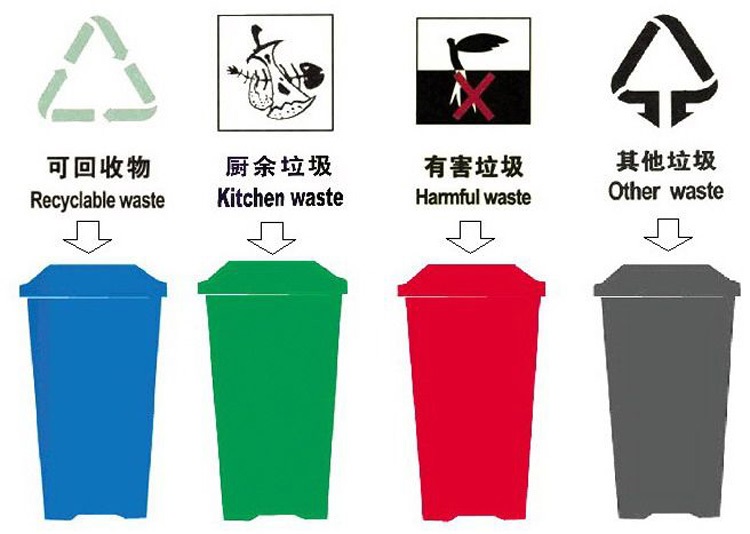 可回收物
Recyclable waste
厨余垃圾
Kitchen waste
有害垃圾
Harmful waste
其他垃圾
Other waste